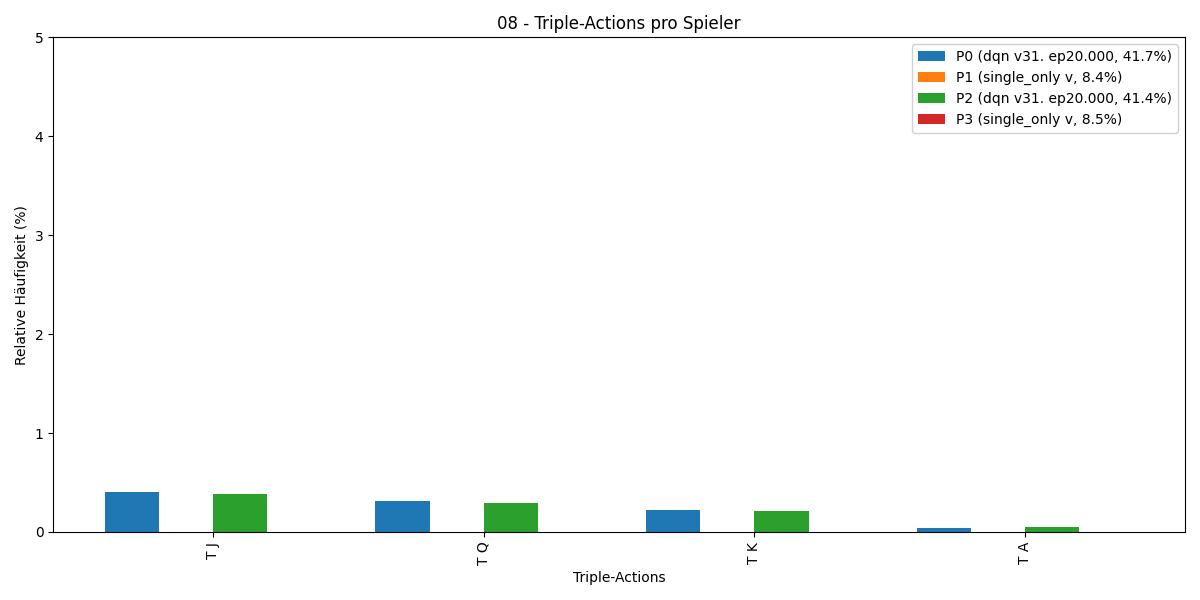 08 - Triple-Actions pro Spieler
P0 (dqn v31. ep20.000, 41.7%)
P1 (single_only v, 8.4%)
P2 (dqn v31. ep20.000, 41.4%)
P3 (single_only v, 8.5%)
Relative Häufigkeit (%)
5
4
3
2
1
0
T J
T Q
T K
T A
Triple-Actions